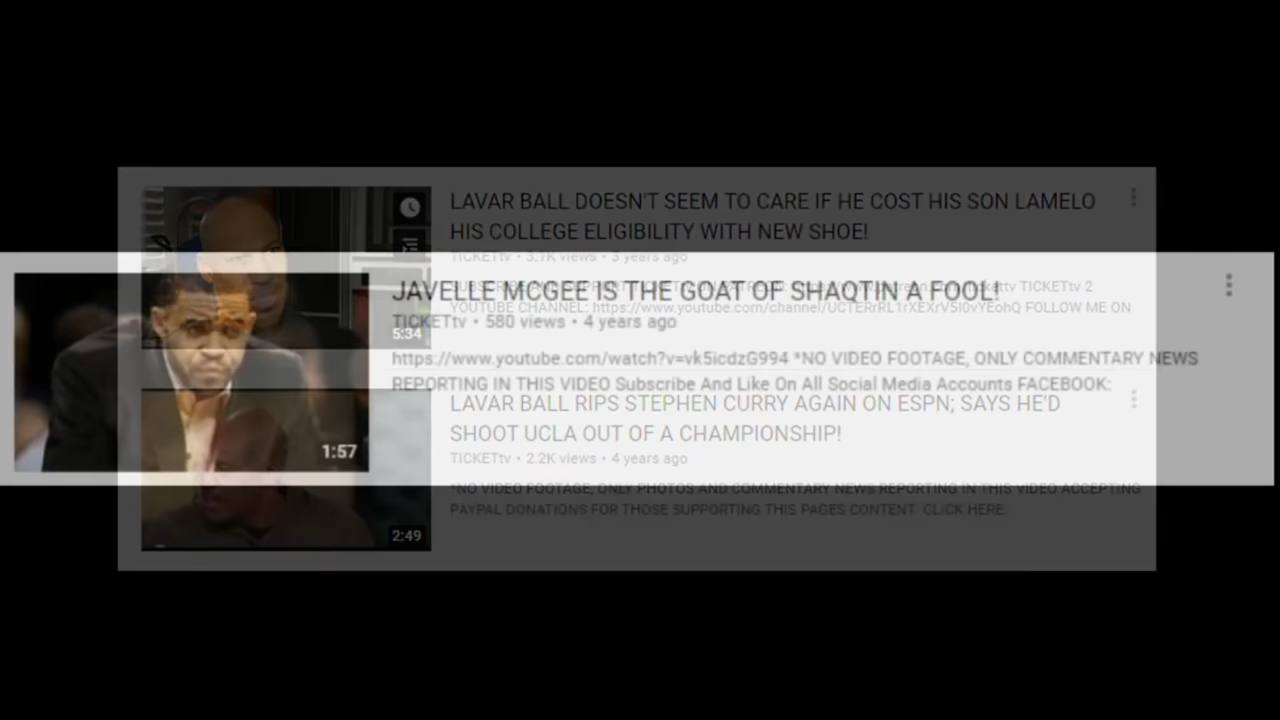 LAVAR BALL DOESN'T SEEM TO CARE IF HE COST HIS SON LAMELO
HIS COLLEGE ELIGIBILITY WITH NEW SHOE!
TICKETtv • 3.1K views • 3 years ago
JAVELLE MCGEE IS THE GOAT OF SHAQTIN A FOOL!
TICKETtv 2
YOUTUBE CHANNEL: https://www.youtube.com/channel/UCTERrRL1rXEXrV5I0vYEohQ FOLLOW ME ON
TICKETtv • 580 views • 4 years ago
5:34
https://www.youtube.com/watch?v=vk5icdzG994 *NO VIDEO FOOTAGE, ONLY COMMENTARY NEWS
REPORTING IN THIS VIDEO Subscribe And Like On All Social Media Accounts FACEBOOK:
1:57
LAVAR BALL RIPS STEPHEN CURRY AGAIN ON ESPN; SAYS HE'D
SHOOT UCLA OUT OF A CHAMPIONSHIP!
TICKETtv • 2.2K views • 4 years ago
*NO VIDEO FOOTAGE, ONLY PHOTOS AND COMMENTARY NEWS REPORTING IN THIS VIDEO ACCEPTING
PAYPAL DONATIONS FOR THOSE SUPPORTING THIS PAGES CONTENT: CLICK HERE:
2:49